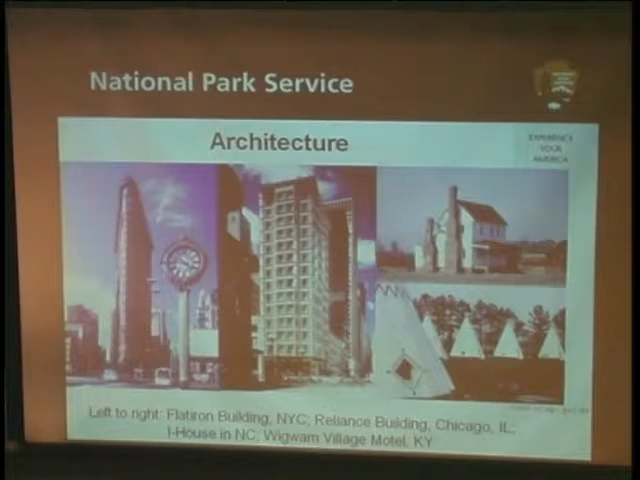 National Park Service
EXPERIENCE
YOUR
AMERICA
Architecture
Left to right: Flatiron Building, NYC; Reliance Building, Chicago, IL;
I-House in NC; Wigwam Village Motel, KY